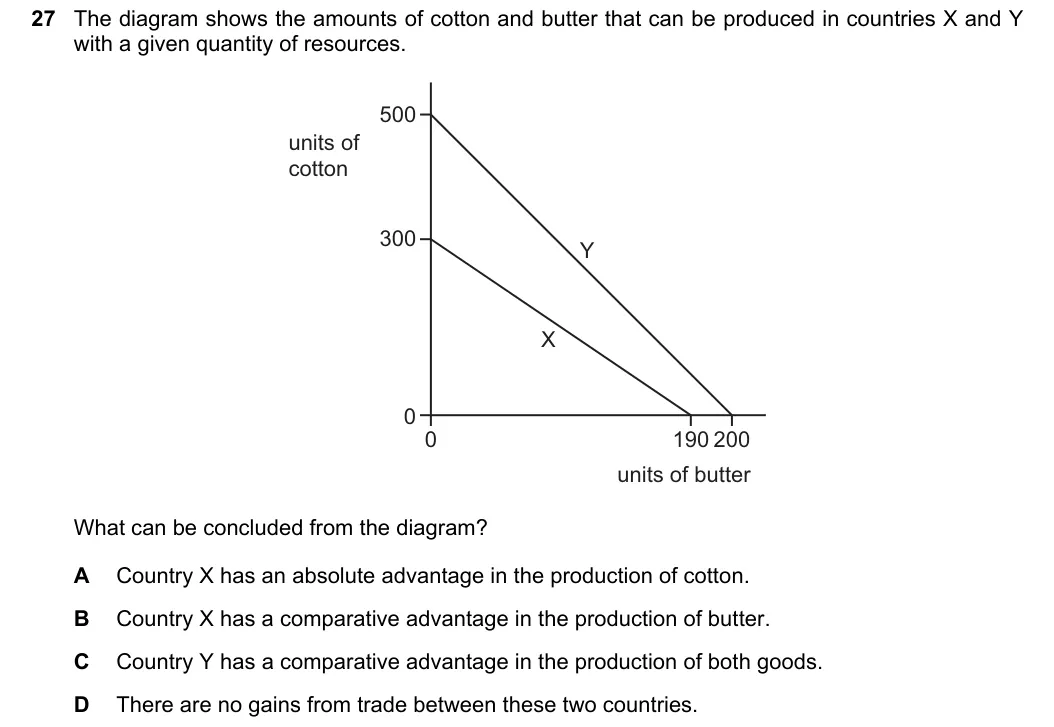 27 The diagram shows the amounts of cotton and butter that can be produced in countries X and Y
with a given quantity of resources.
500
units of
cotton
300
Y
X
0
0
190 200
units of butter
What can be concluded from the diagram?
A Country X has an absolute advantage in the production of cotton.
B Country X has a comparative advantage in the production of butter.
C Country Y has a comparative advantage in the production of both goods.
D There are no gains from trade between these two countries.